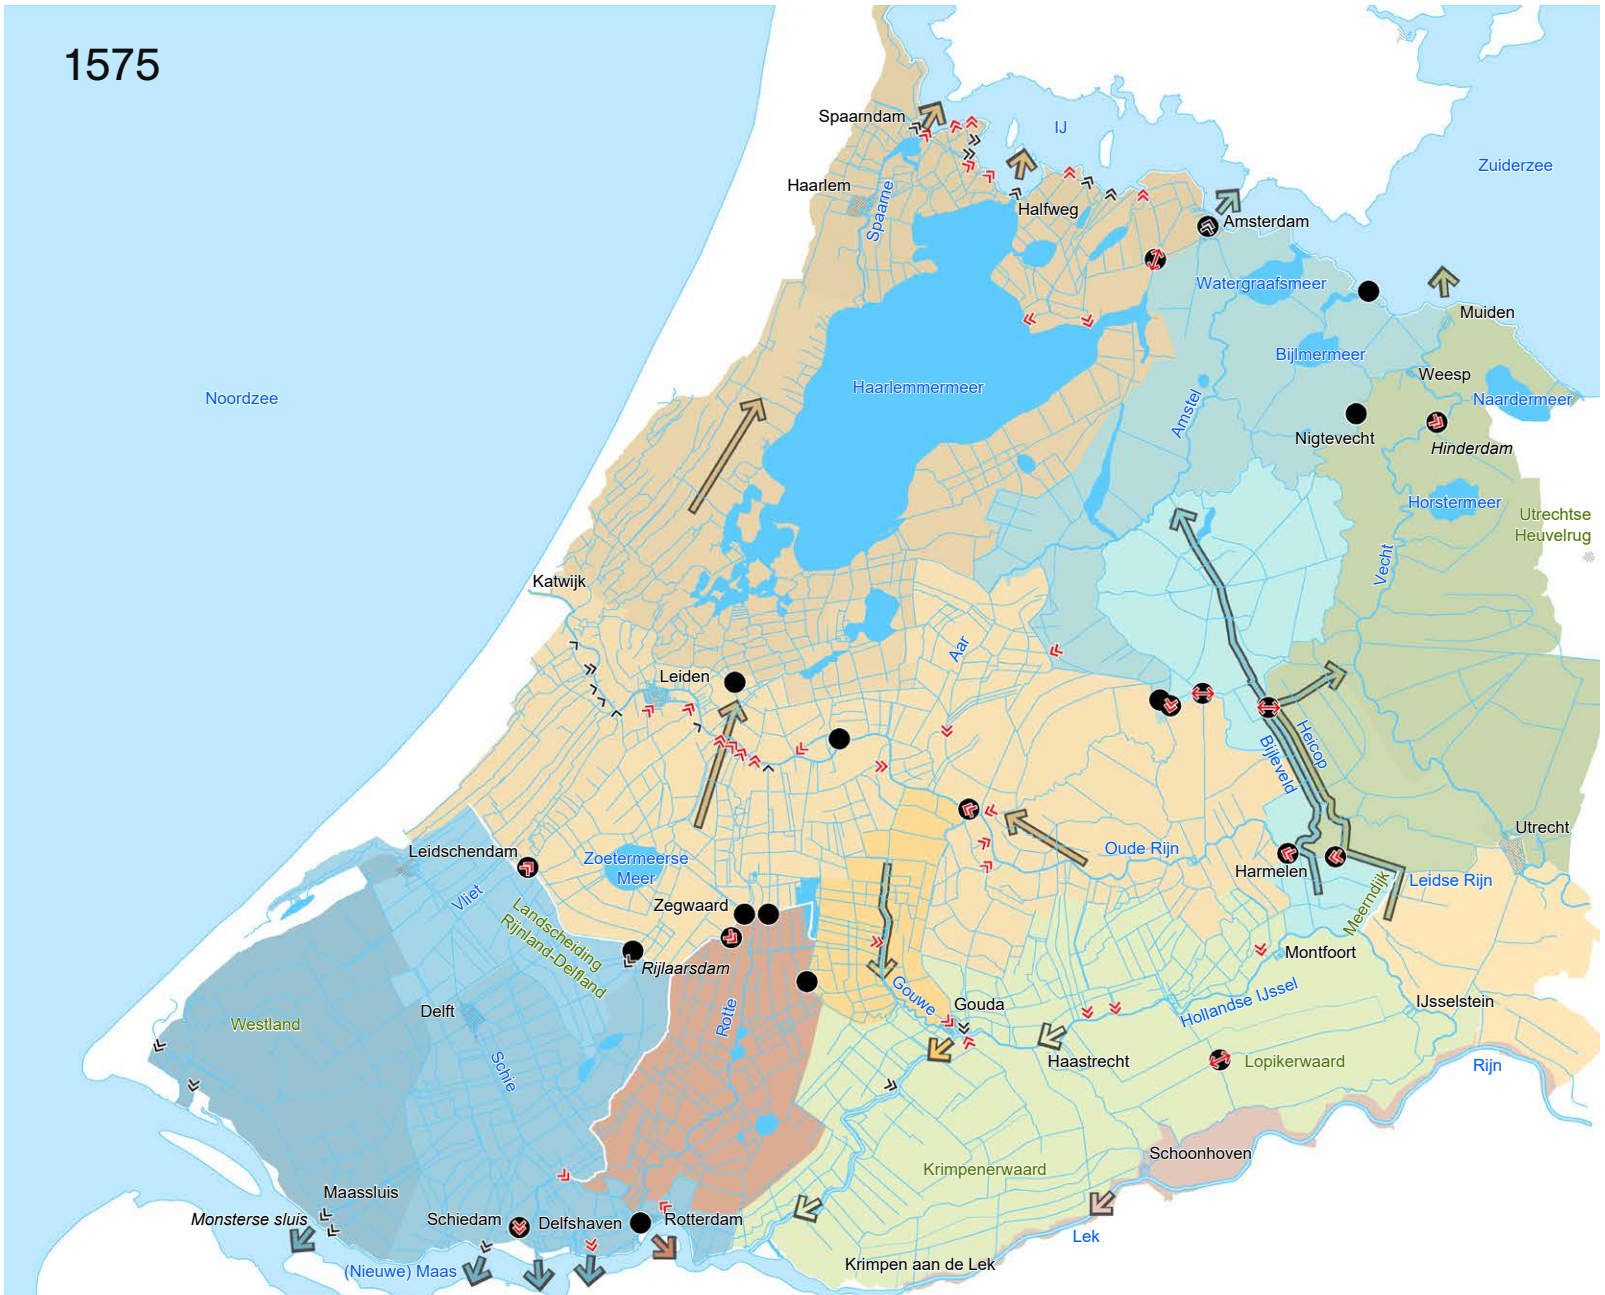 1575
Spaarndam
IJ
Zuiderzee
Haarlem
Spaarne
Halfweg
Amsterdam
Watergraafsmeer
Muiden
Bijlmermeer
Weesp
Noordzee
Haarlemmermeer
Naardermeer
Amstel
Nigtevecht
Hinderdam
Horstermeer
Utrechtse
Heuvelrug
Vecht
Katwijk
Aar
Leiden
Heicop
Bijleveld
Utrecht
Leidschendam
Zoetermeerse
Meer
Oude Rijn
Harmelen
Leidse Rijn
Vliet
Zegwaard
Landscheiding
Rijnland-Delfland
Meerndijk
Montfoort
Rijlaarsdam
Gouwe
Gouda
Hollandse IJssel
IJsselstein
Westland
Delft
Rotte
Schie
Haastrecht
Lopikerwaard
Rijn
Schoonhoven
Krimpenerwaard
Maassluis
Monsterse sluis
Schiedam
Delfshaven
Rotterdam
Lek
(Nieuwe) Maas
Krimpen aan de Lek